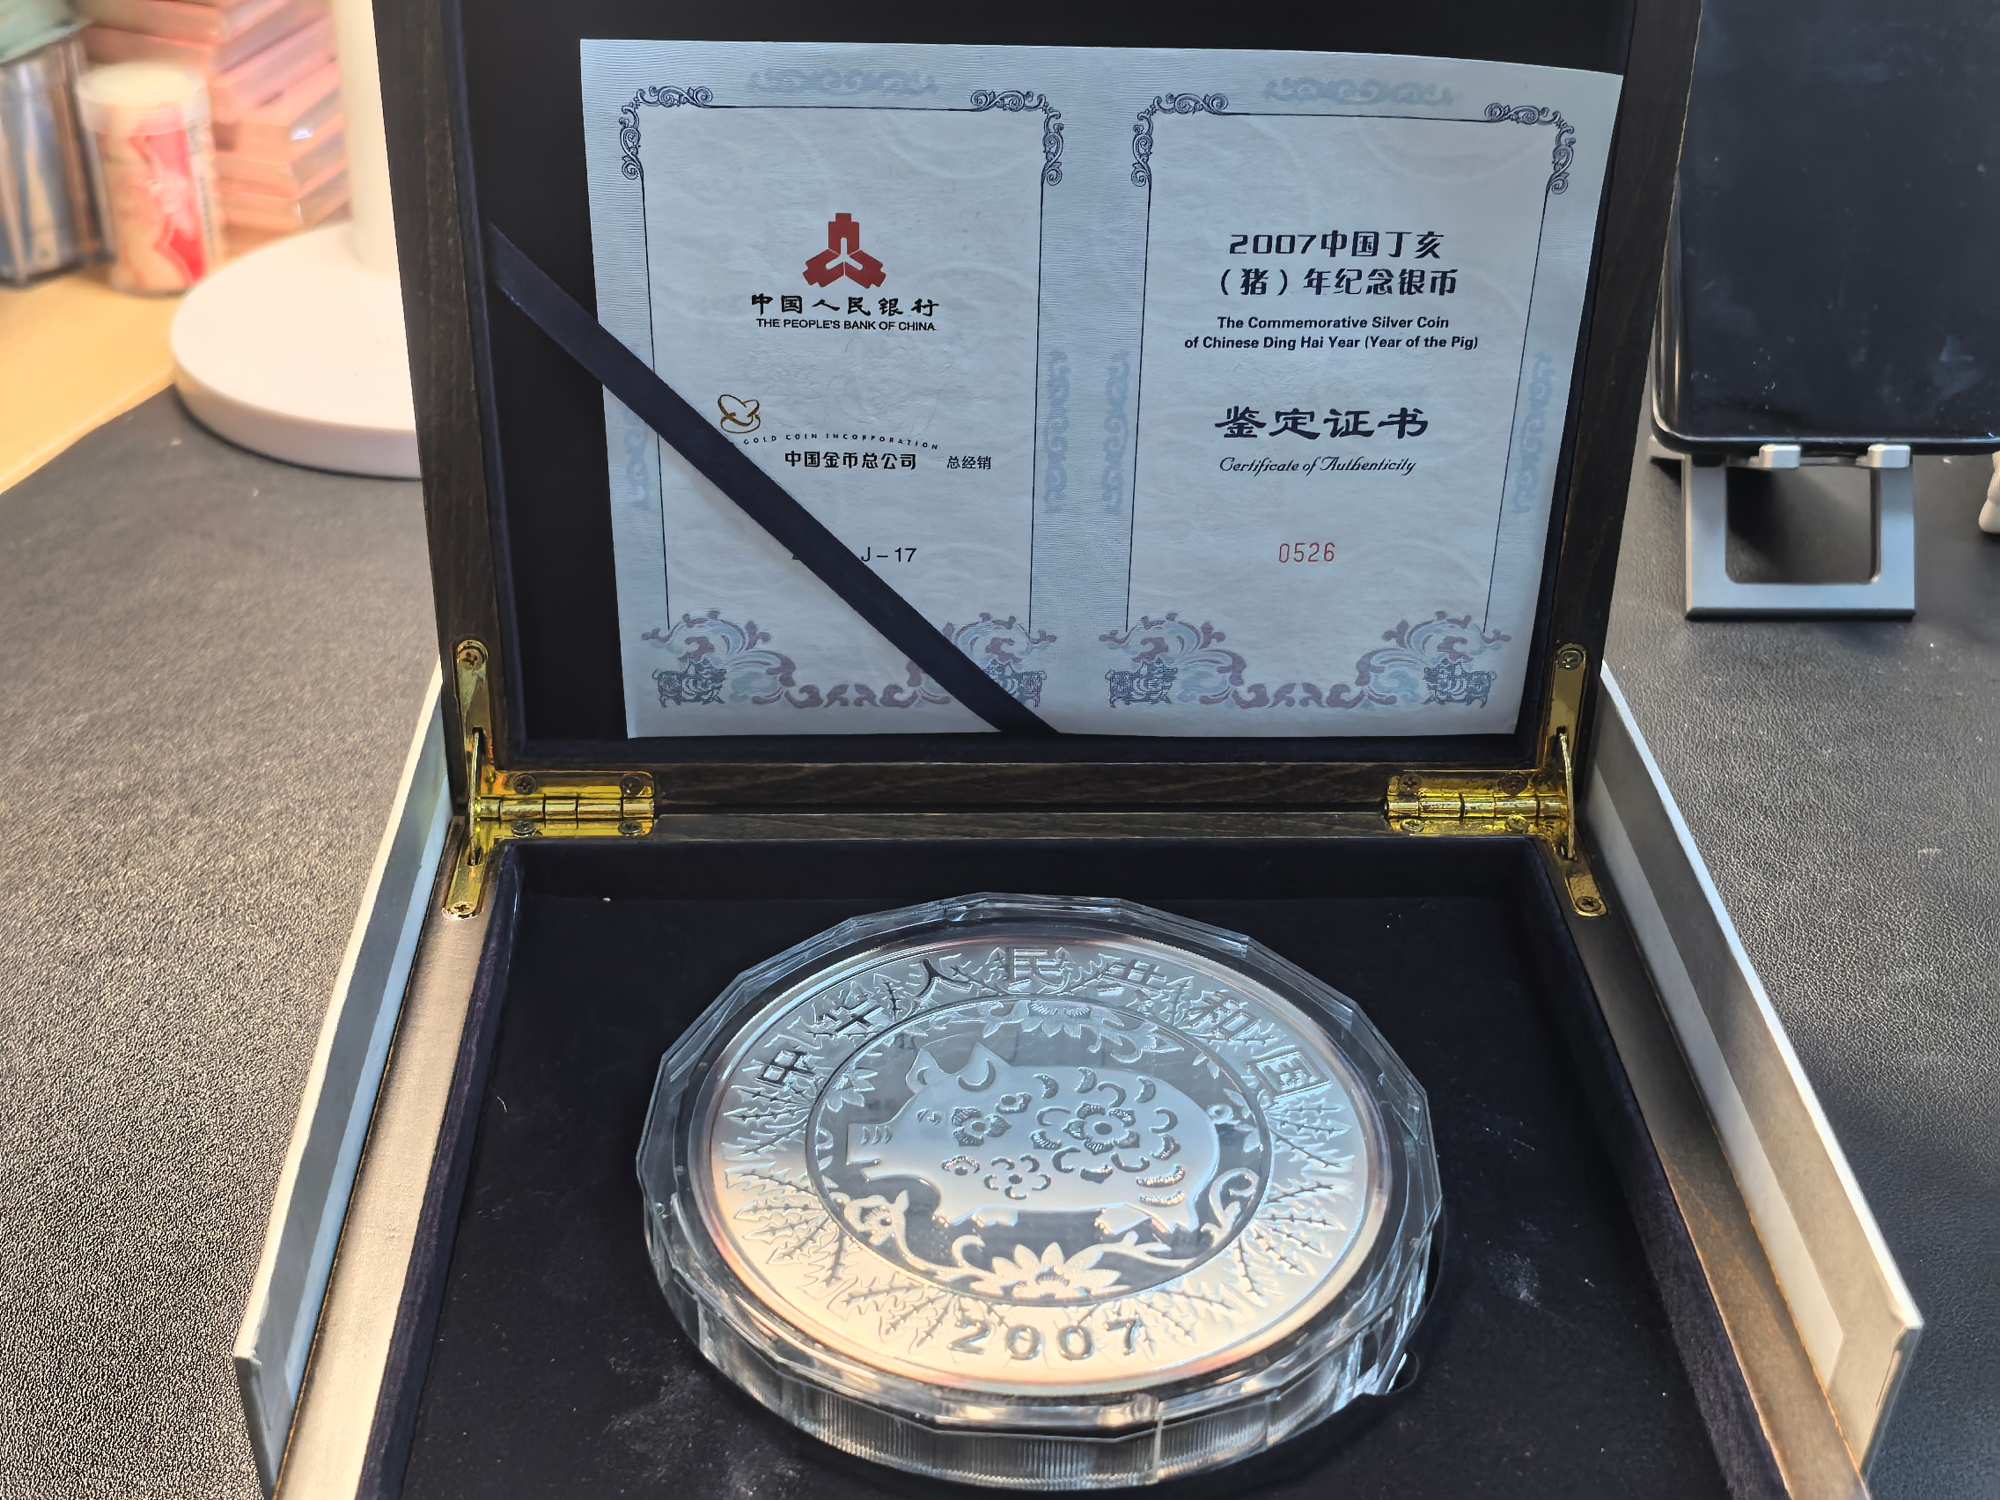 中国人民银行
THE PEOPLE'S BANK OF CHINA
GOLD COIN INCORPORATION
中国金币总公司 总经销
J-17
2007中国丁亥
（猪）年纪念银币
The Commemorative Silver Coin
of Chinese Ding Hai Year (Year of the Pig)
鉴定证书
Certificate of Authenticity
0526
中华人民共和国
2007